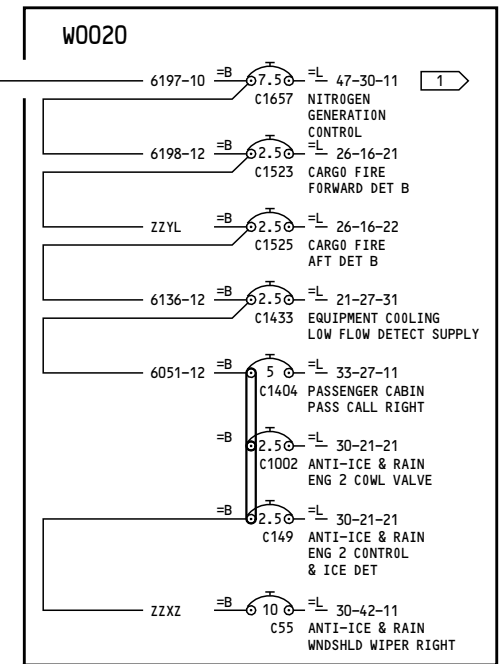 W0020
6197-10 =B 7.5 =L 47-30-11 1
C1657 NITROGEN
GENERATION
CONTROL
6198-12 =B 2.5 =L 26-16-21
C1523 CARGO FIRE
FORWARD DET B
ZZYL =B 2.5 =L 26-16-22
C1525 CARGO FIRE
AFT DET B
6136-12 =B 2.5 =L 21-27-31
C1433 EQUIPMENT COOLING
LOW FLOW DETECT SUPPLY
6051-12 =B 5 =L 33-27-11
C1404 PASSENGER CABIN
PASS CALL RIGHT
=B 2.5 =L 30-21-21
C1002 ANTI-ICE & RAIN
ENG 2 COWL VALVE
=B 2.5 =L 30-21-21
C149 ANTI-ICE & RAIN
ENG 2 CONTROL
& ICE DET
ZZXZ =B 10 =L 30-42-11
C55 ANTI-ICE & RAIN
WNDSHLD WIPER RIGHT